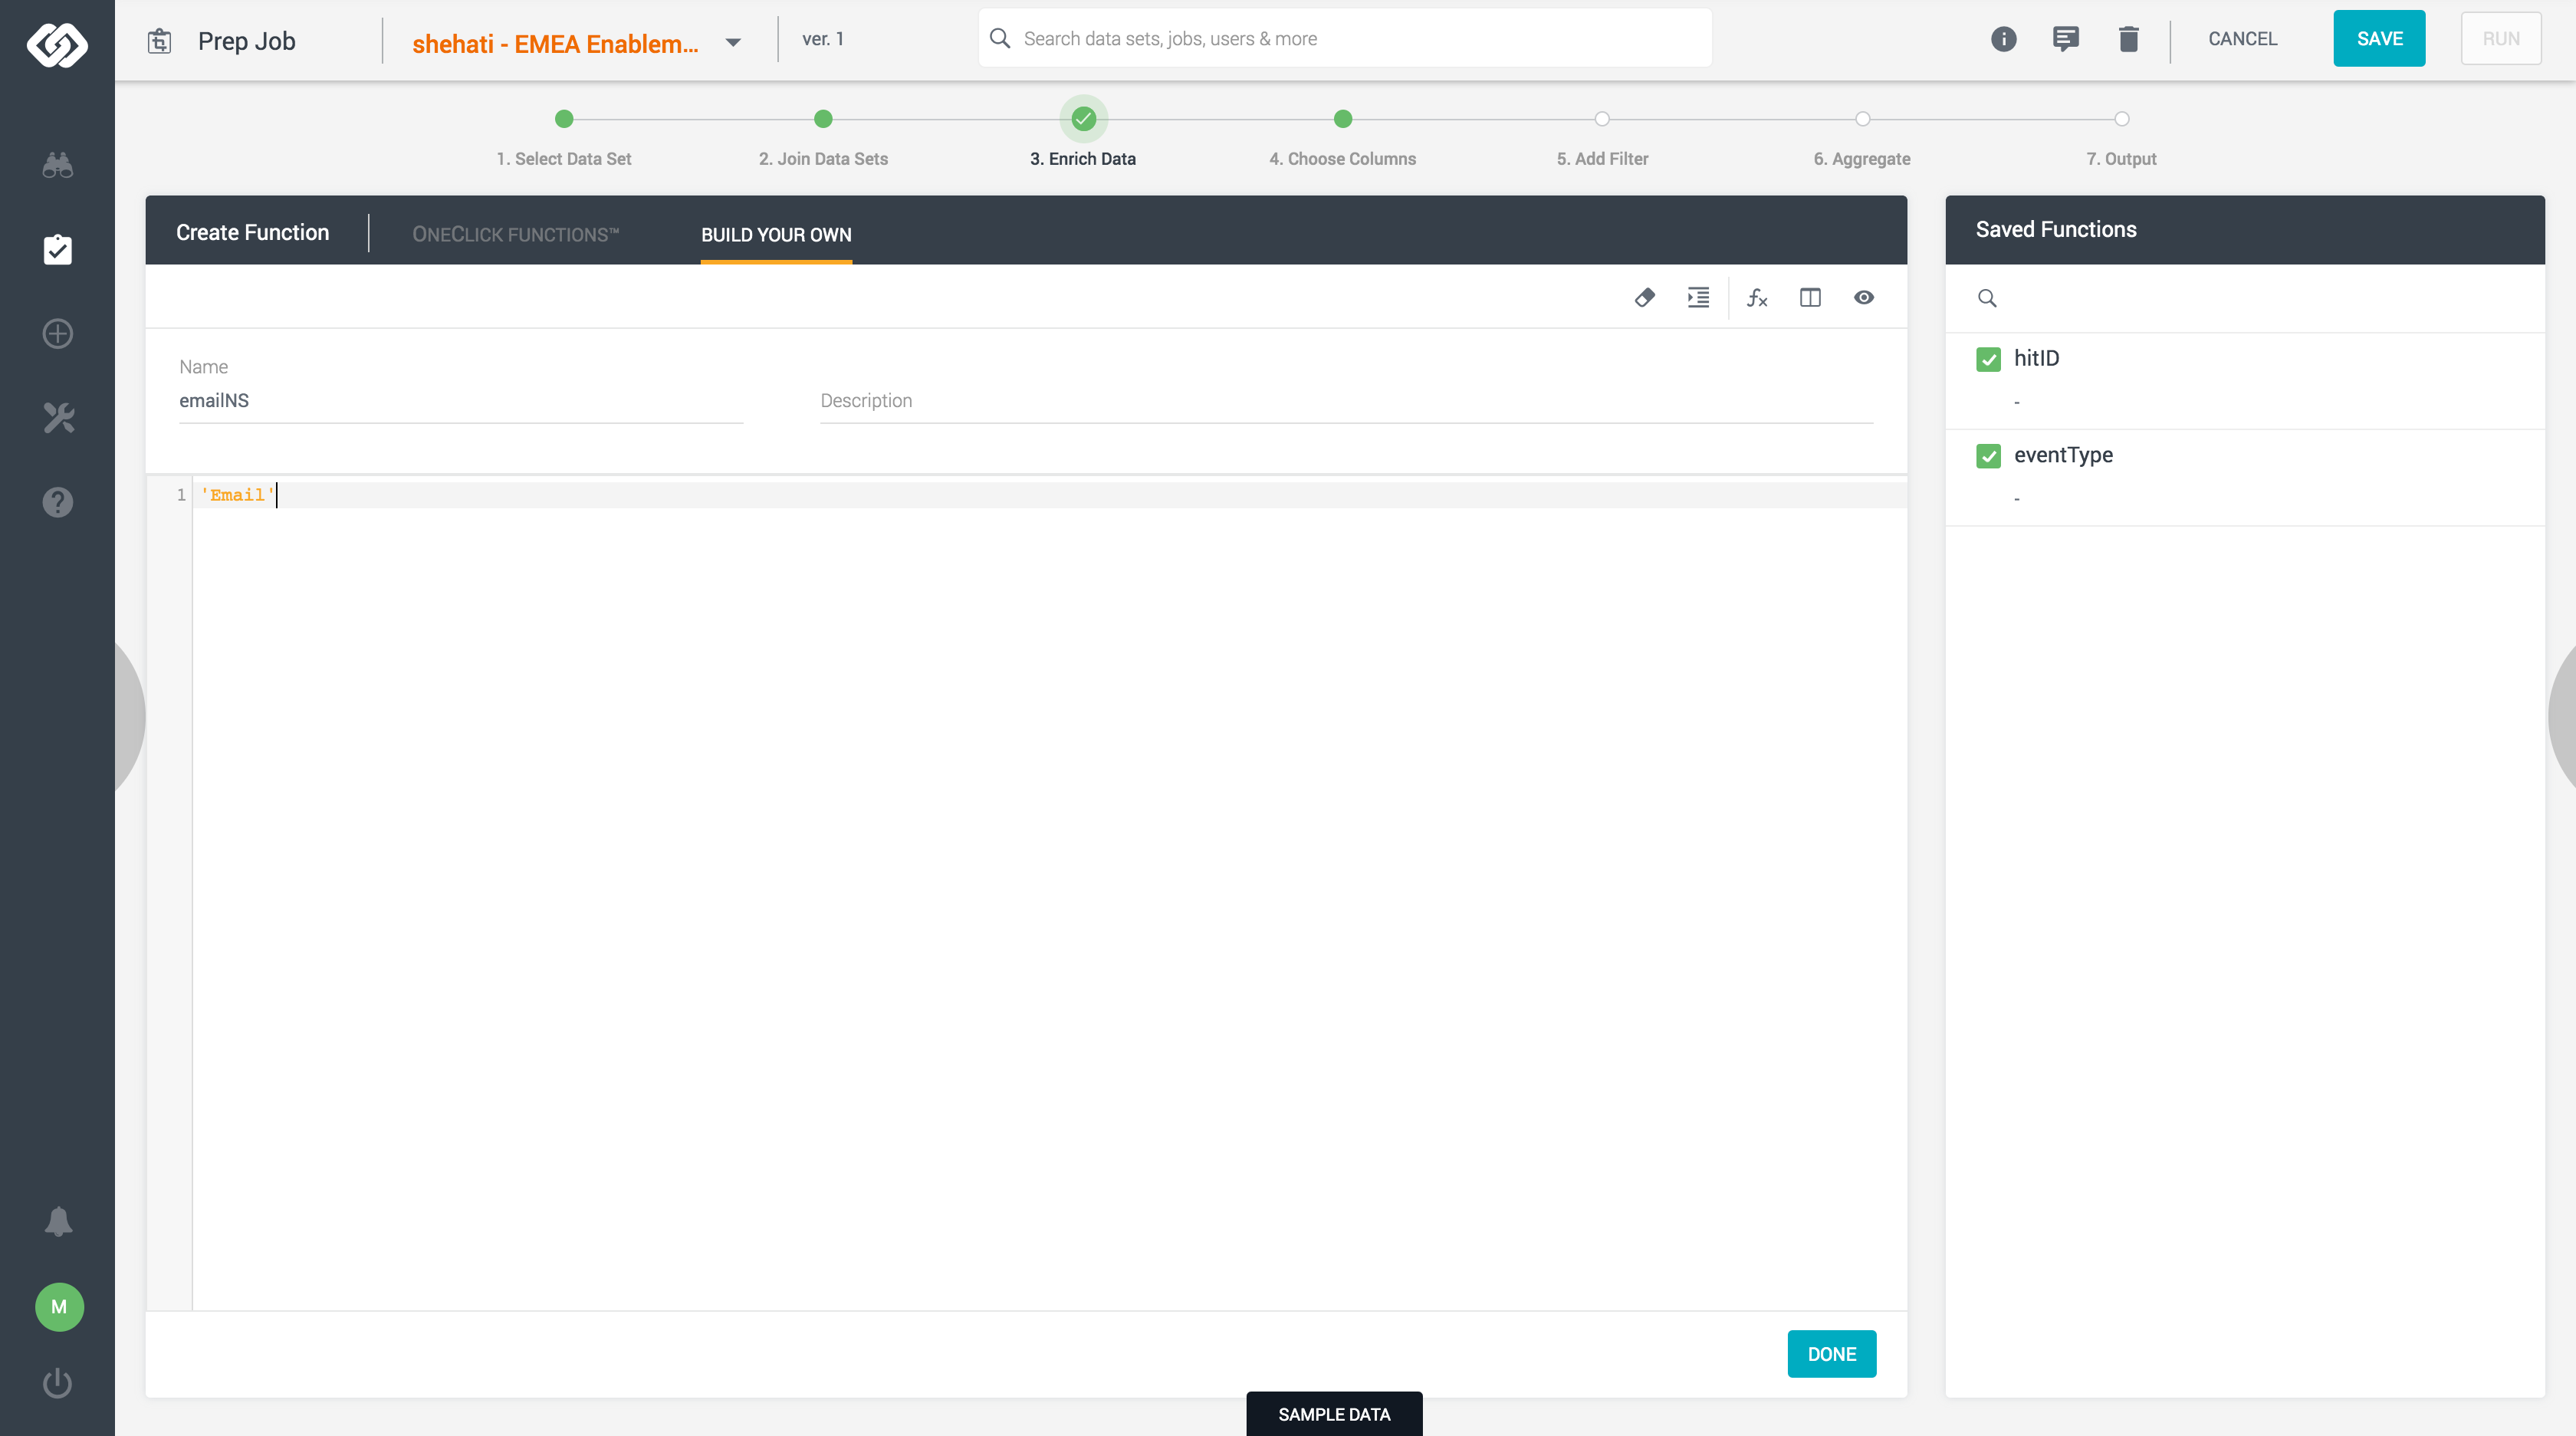 Prep Job
shehati - EMEA Enablem...
ver. 1
Search data sets, jobs, users & more
CANCEL
SAVE
RUN
1. Select Data Set
2. Join Data Sets
3. Enrich Data
4. Choose Columns
5. Add Filter
6. Aggregate
7. Output
Create Function
ONECLICK FUNCTIONS™
BUILD YOUR OWN
Saved Functions
fx
Name
emailNS
Description
hitID
-
eventType
-
1 'Email'
M
DONE
SAMPLE DATA